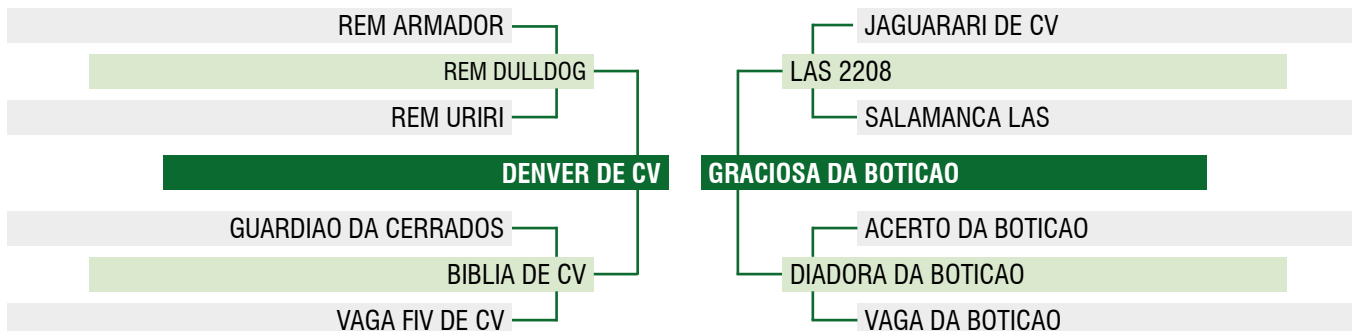 REM ARMADOR
REM DULLDOG
REM URIRI
DENVER DE CV
GUARDIAO DA CERRADOS
BIBLIA DE CV
VAGA FIV DE CV
JAGUARARI DE CV
LAS 2208
SALAMANCA LAS
GRACIOSA DA BOTICAO
ACERTO DA BOTICAO
DIADORA DA BOTICAO
VAGA DA BOTICAO